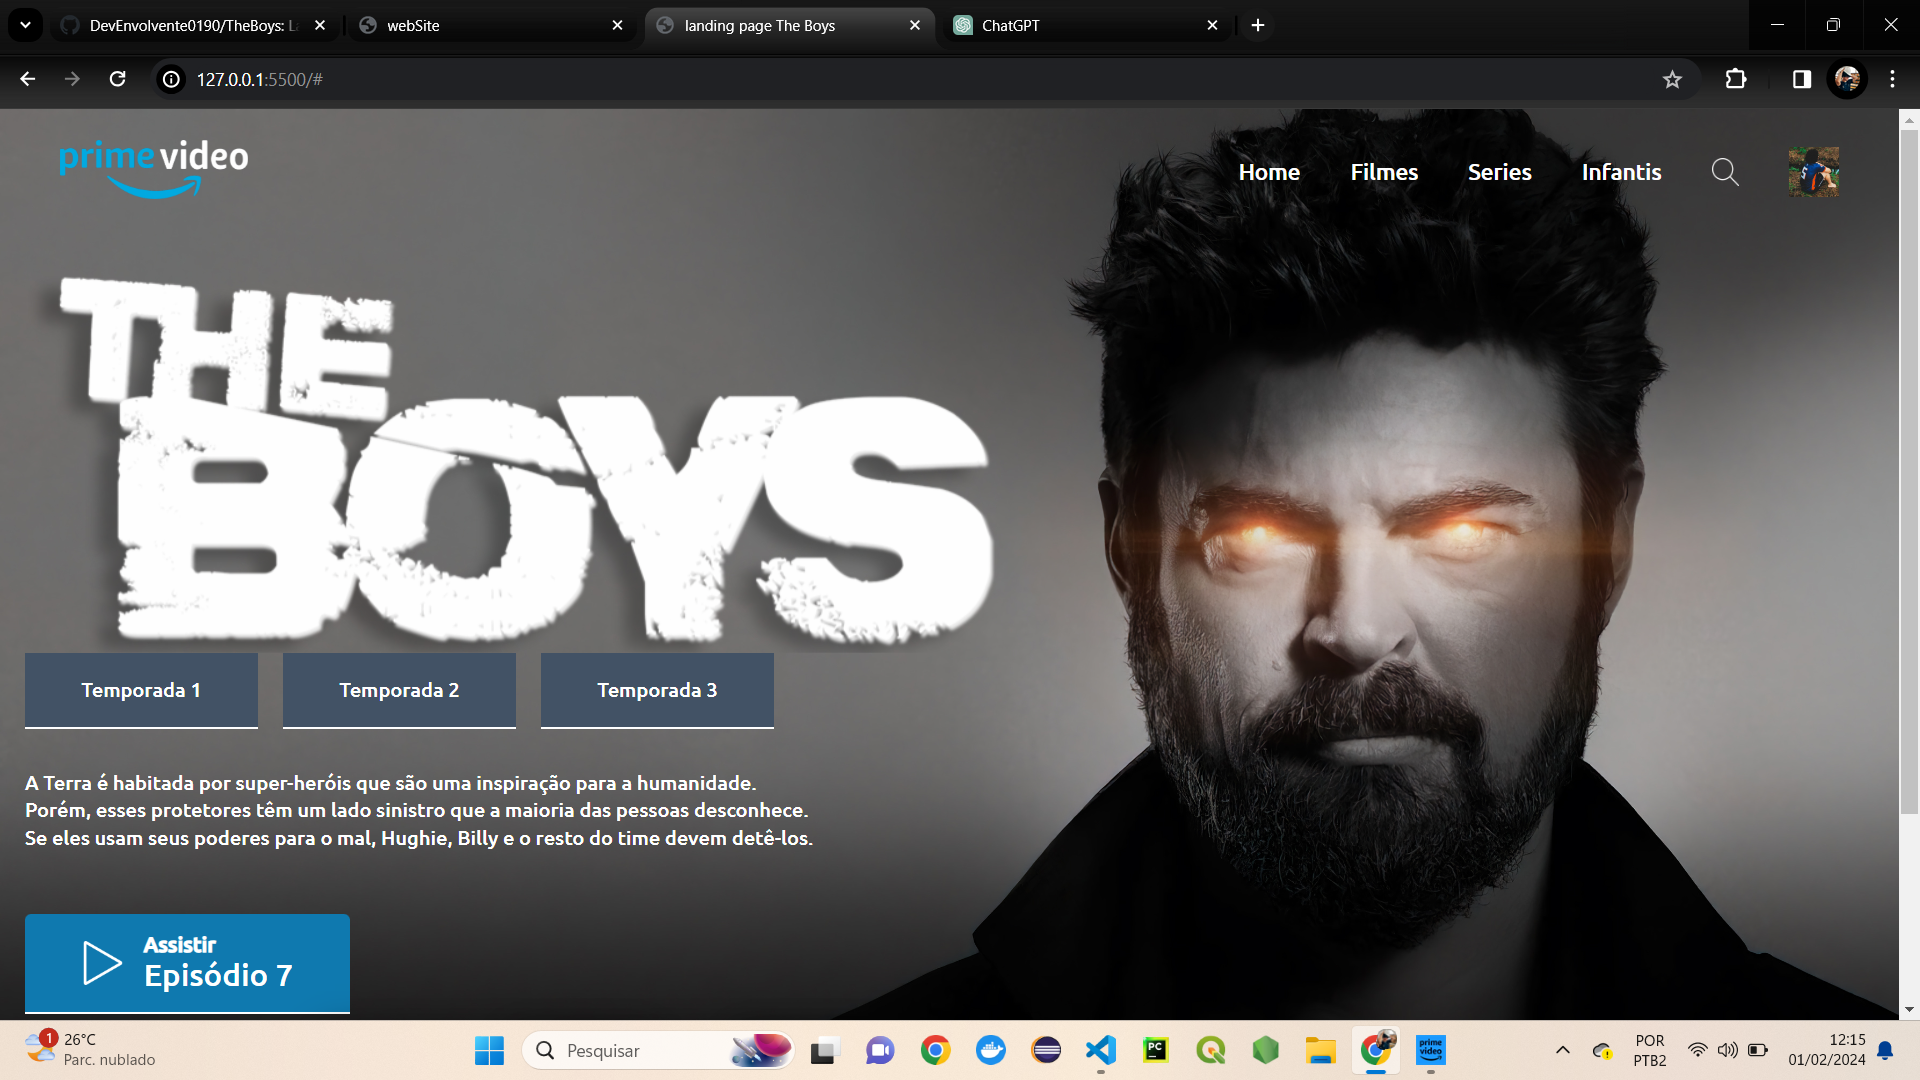 DevEnvolvente0190/TheBoys: L
webSite
landing page The Boys
ChatGPT
127.0.0.1:5500/#
prime video
Home
Filmes
Series
Infantis
THE
BOYS
Temporada 1
Temporada 2
Temporada 3
A Terra é habitada por super-heróis que são uma inspiração para a humanidade.
Porém, esses protetores têm um lado sinistro que a maioria das pessoas desconhece.
Se eles usam seus poderes para o mal, Hughie, Billy e o resto do time devem detê-los.
Assistir
Episódio 7
1
26°C
Parc. nublado
Pesquisar
PC
prime
video
POR
PTB2
12:15
01/02/2024